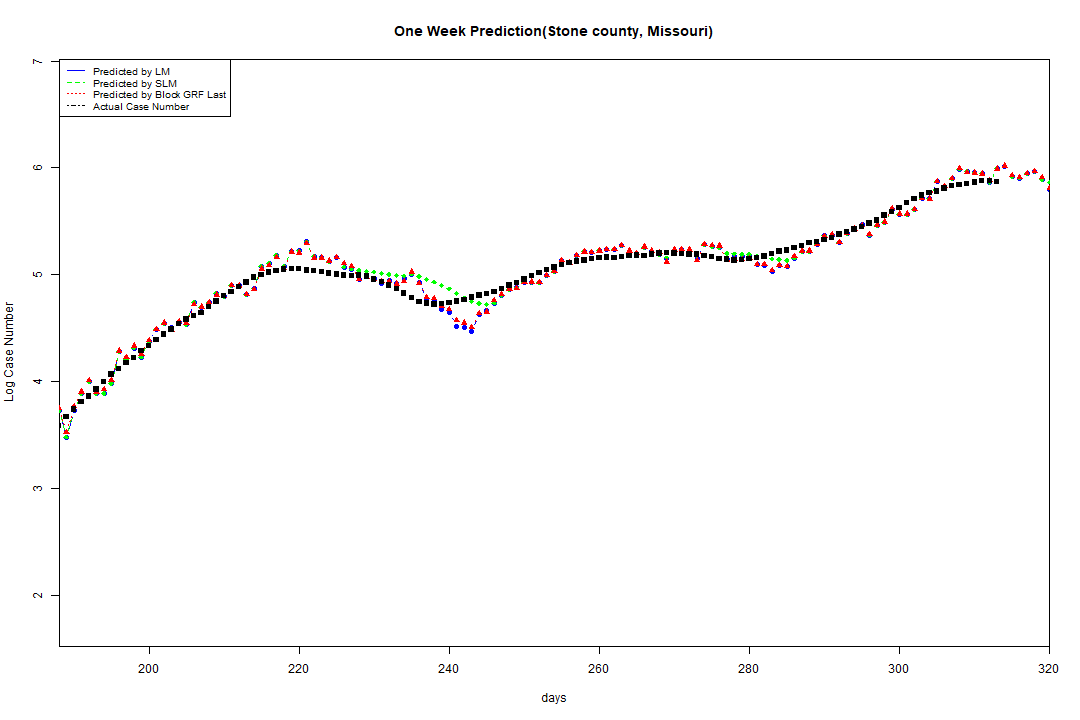 One Week Prediction(Stone county, Missouri)
Predicted by LM
Predicted by SLM
Predicted by Block GRF Last
Actual Case Number
7
6
5
4
3
2
Log Case Number
200 220 240 260 280 300 320
days